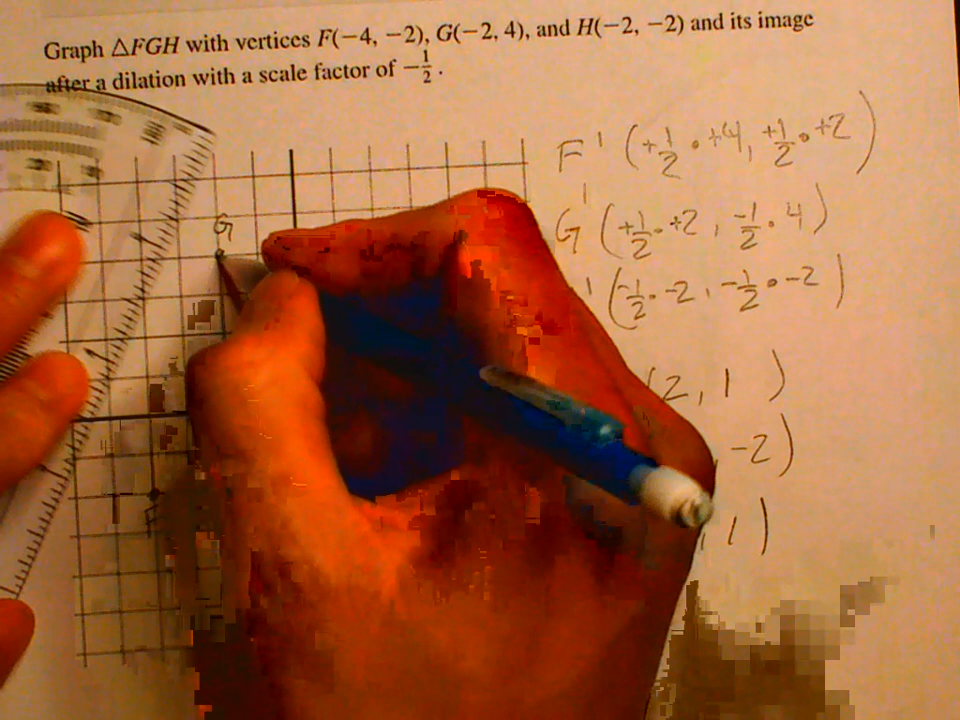 Graph △FGH with vertices F(−4, −2), G(−2, 4), and H(−2, −2) and its image
after a dilation with a scale factor of −1/2.
F' (+1/2 · +4, +1/2 · +2)
G' (+1/2 · +2, -1/2 · 4)
' (-1/2 · -2, -1/2 · -2)
(2, 1)
-2)
, 1)
G